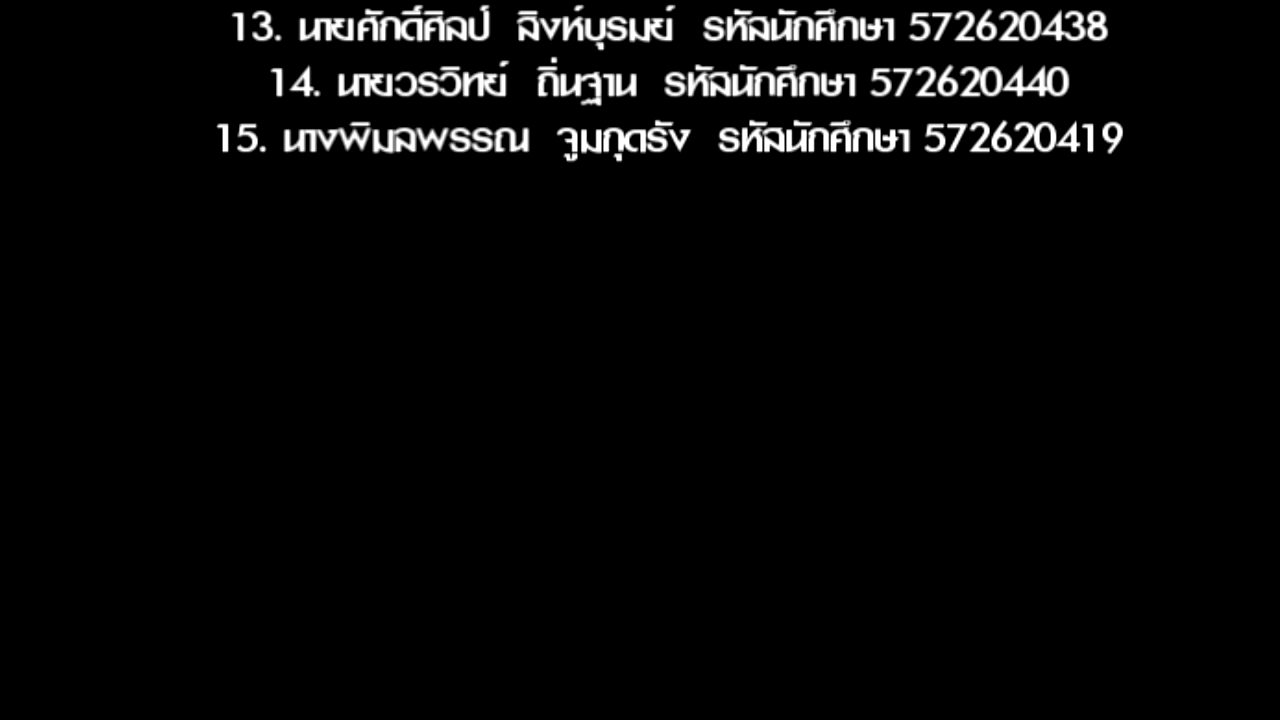 13. นายศักดิ์ศิลป์ สิงห์บุรมย์ รหัสนักศึกษา 572620438
14. นายวรวิทย์ ถิ่นฐาน รหัสนักศึกษา 572620440
15. นางพิมลพรรณ จูมกุดรัง รหัสนักศึกษา 572620419